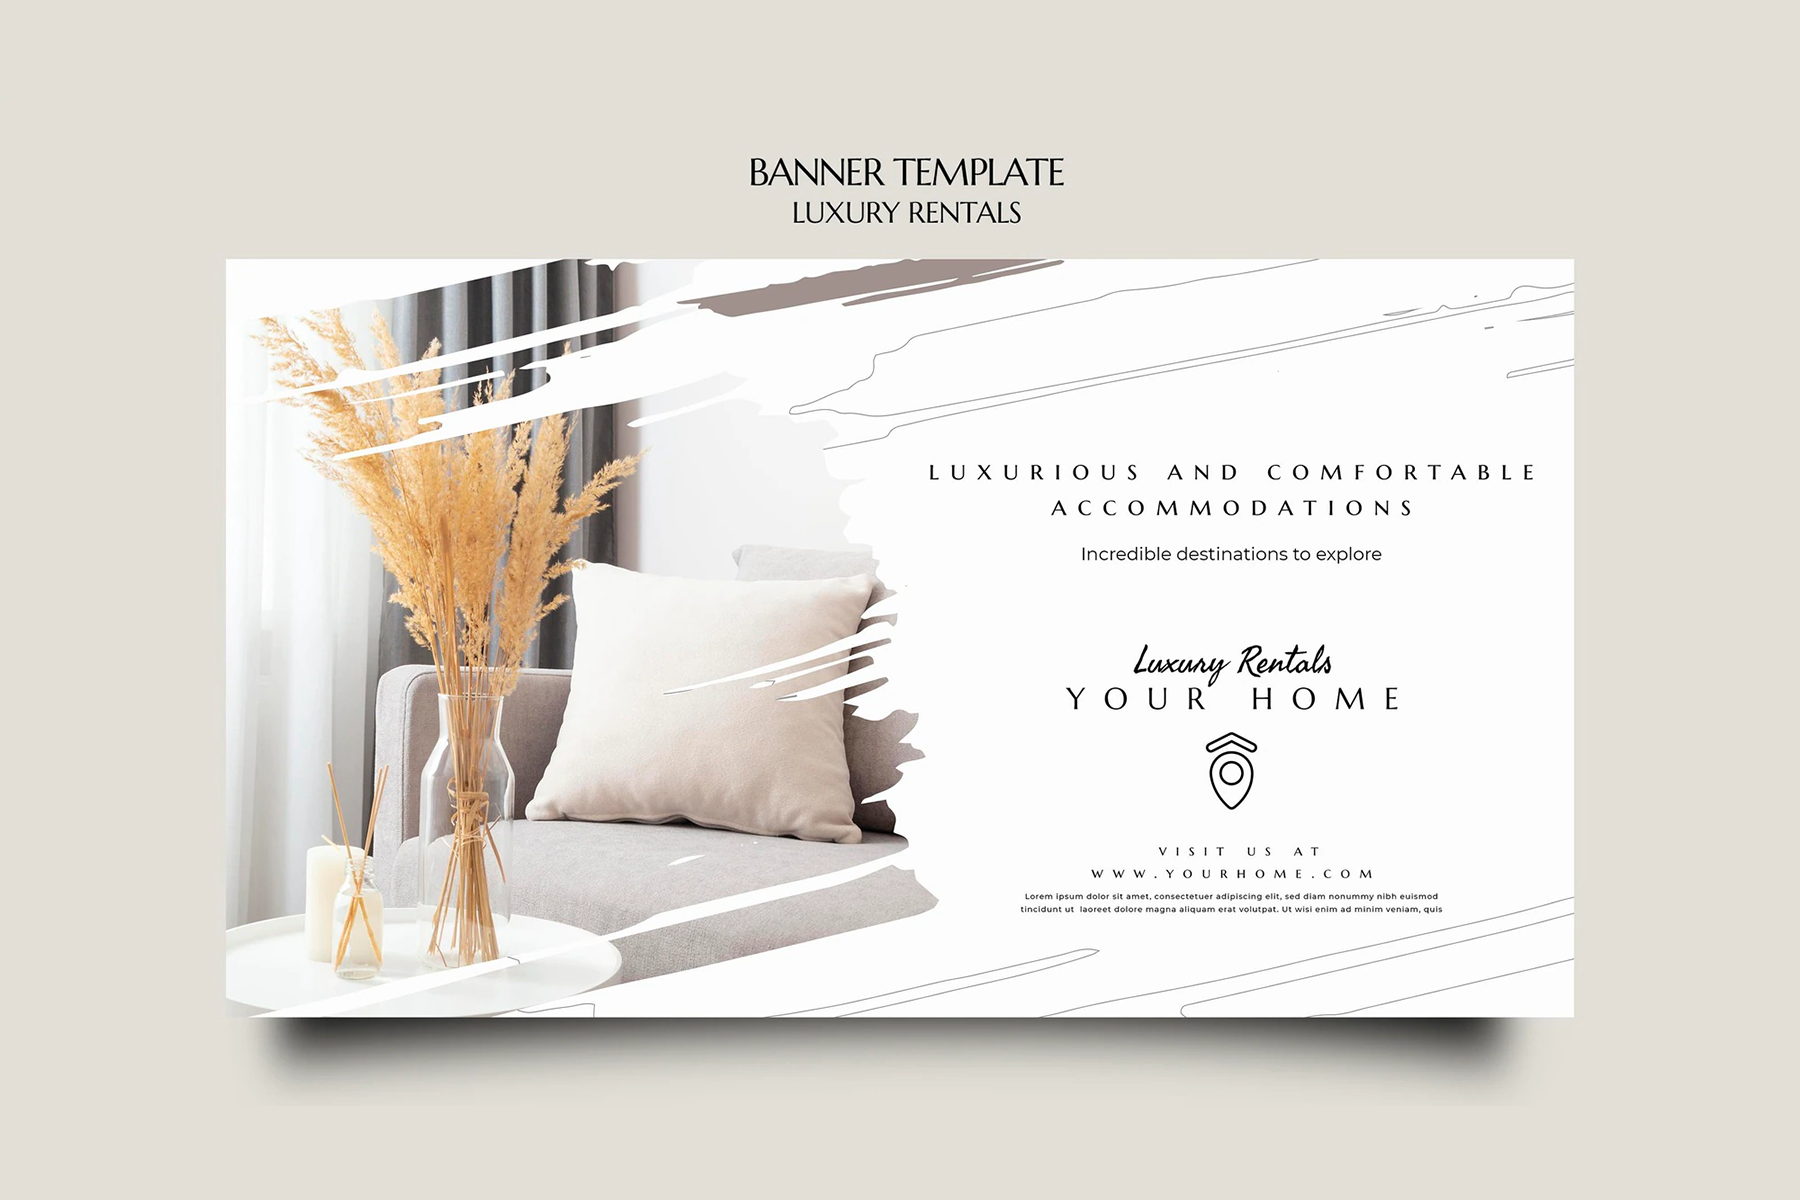 BANNER TEMPLATE
LUXURY RENTALS
LUXURIOUS AND COMFORTABLE
ACCOMMODATIONS
Incredible destinations to explore
Luxury Rentals
YOUR HOME
VISIT US AT
WWW.YOURHOME.COM
Lorem ipsum dolor sit amet, consectetuer adipiscing elit, sed diam nonummy nibh euismod
tincidunt ut laoreet dolore magna aliquam erat volutpat. Ut wisi enim ad minim veniam, quis